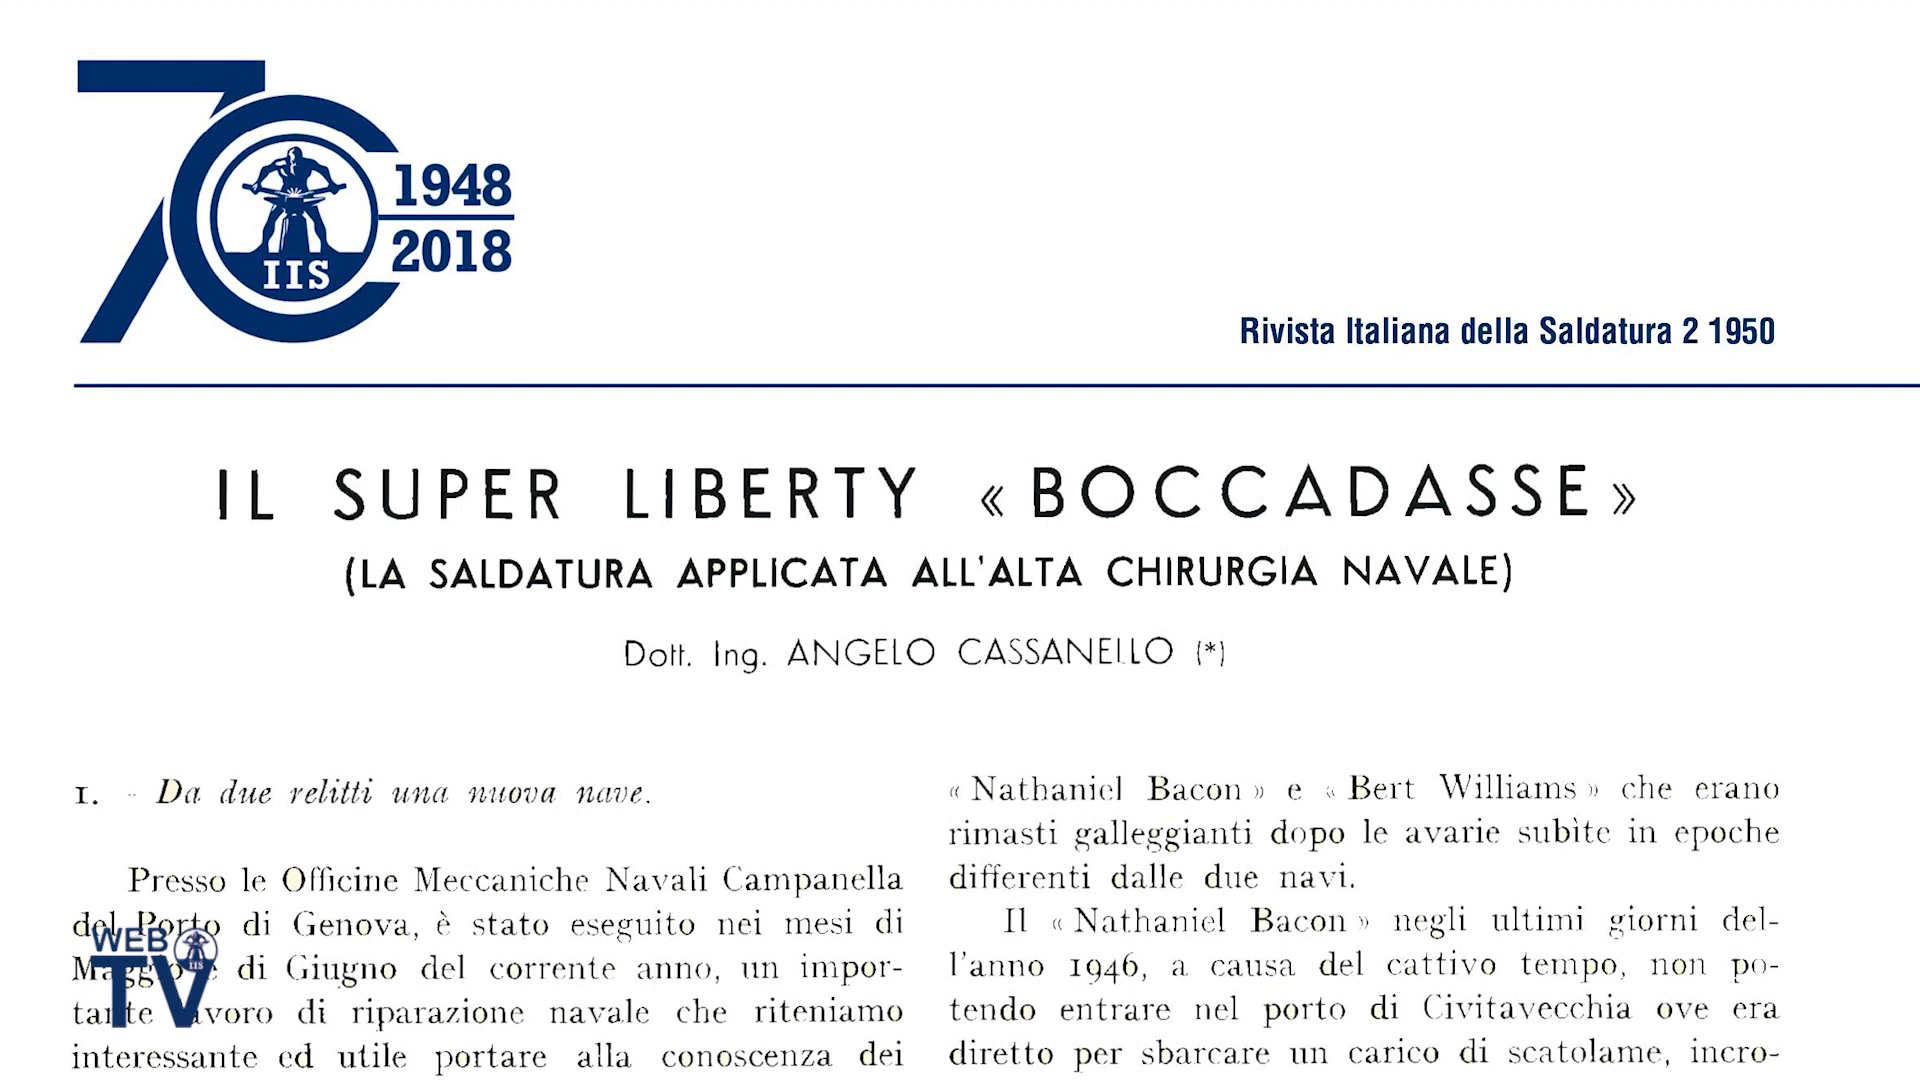 70
1948
2018
IIS
Rivista Italiana della Saldatura 2 1950
IL SUPER LIBERTY « BOCCADASSE »
(LA SALDATURA APPLICATA ALL'ALTA CHIRURGIA NAVALE)
Dott. Ing. ANGELO CASSANELLO (*)
1. - Da due relitti una nuova nave.
Presso le Officine Meccaniche Navali Campanella
del Porto di Genova, è stato eseguito nei mesi di
Maggio e di Giugno del corrente anno, un impor-
tante lavoro di riparazione navale che riteniamo
interessante ed utile portare alla conoscenza dei
« Nathaniel Bacon » e « Bert Williams » che erano
rimasti galleggianti dopo le avarie subìte in epoche
differenti dalle due navi.
Il « Nathaniel Bacon » negli ultimi giorni del-
l'anno 1946, a causa del cattivo tempo, non po-
tendo entrare nel porto di Civitavecchia ove era
diretto per sbarcare un carico di scatolame, incro-
WEB
IIS
TV